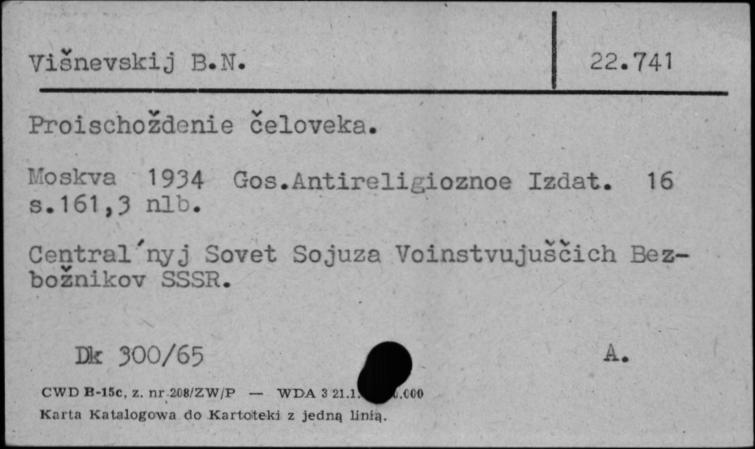 Višnevskij B.N. 22.741
Proischoždenie čeloveka.
Moskva 1934 Gos.Antireligioznoe Izdat. 16
s.161,3 nlb.
Central'nyj Sovet Sojuza Voinstvujuščich Bez-
božnikov SSSR.
Dk 300/65 A.
CWD B-15c, z. nr 208/ZW/P — WDA 3 21.1.
Karta Katalogowa do Kartoteki z jedną linią.